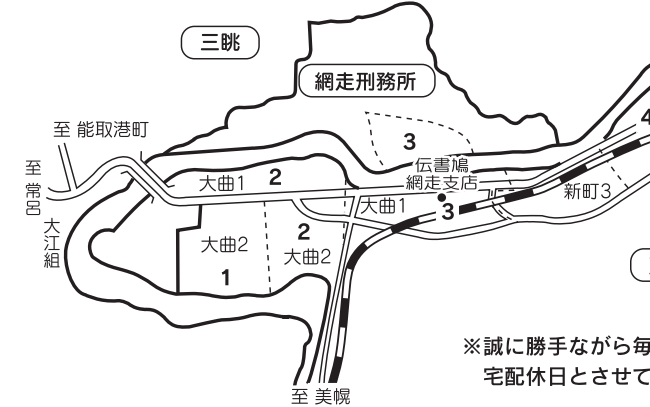 三眺
網走刑務所
4
至 能取港町
3
伝書鳩
網走支店
至 常呂
大曲1
2
新町3
大曲1
3
大江組
大曲2
1
2
大曲2
至 美幌
※誠に勝手ながら毎
宅配休日とさせて